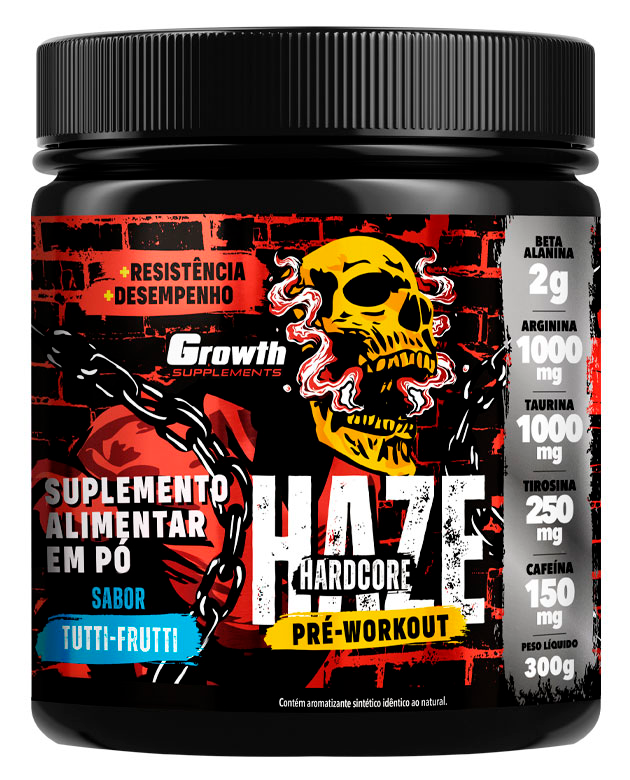 +RESISTÊNCIA
+DESEMPENHO
Growth
SUPPLEMENTS
SUPLEMENTO
ALIMENTAR
EM PÓ
SABOR
TUTTI-FRUTTI
HAZE
HARDCORE
PRÉ-WORKOUT
BETA
ALANINA
2g
ARGININA
1000
mg
TAURINA
1000
mg
TIROSINA
250
mg
CAFEÍNA
150
mg
PESO LÍQUIDO
300g
Contém aromatizante sintético idêntico ao natural.